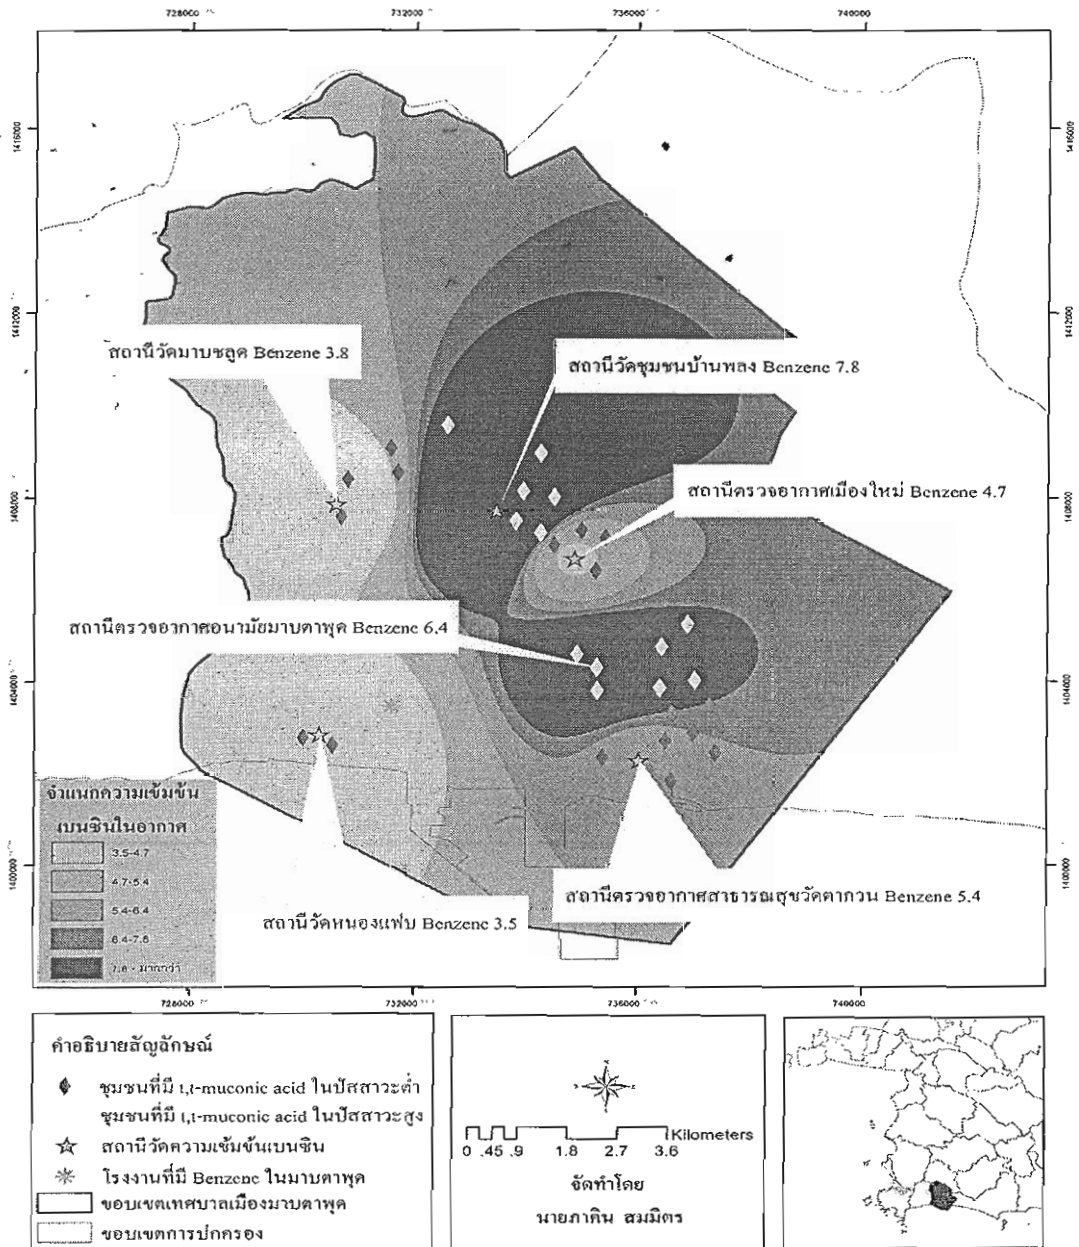 728000
732000
736000
740000
1416000
1416000
1412000
1412000
สถานีวัดมาบชลูด Benzene 3.8
สถานีวัดชุมชนบ้านพลง Benzene 7.8
1408000
1408000
สถานีตรวจอากาศเมืองใหม่ Benzene 4.7
สถานีตรวจอากาศอนามัยมาบตาพุด Benzene 6.4
1404000
1404000
จำแนกความเข้มข้น
เบนซินในอากาศ
3.5-4.7
4.7-5.4
5.4-6.4
6.4-7.8
7.8 - มากกว่า
1400000
1400000
สถานีตรวจอากาศสาธารณสุขวัดตากวน Benzene 5.4
สถานีวัดหนองแฟบ Benzene 3.5
728000
732000
736000
740000
คำอธิบายสัญลักษณ์
ชุมชนที่มี t,t-muconic acid ในปัสสาวะต่ำ
ชุมชนที่มี t,t-muconic acid ในปัสสาวะสูง
สถานีวัดความเข้มข้นเบนซิน
โรงงานที่มี Benzene ในมาบตาพุด
ขอบเขตเทศบาลเมืองมาบตาพุด
ขอบเขตการปกครอง
Kilometers
0 .45 .9 1.8 2.7 3.6
จัดทำโดย
นายภาคิน สมมิตร